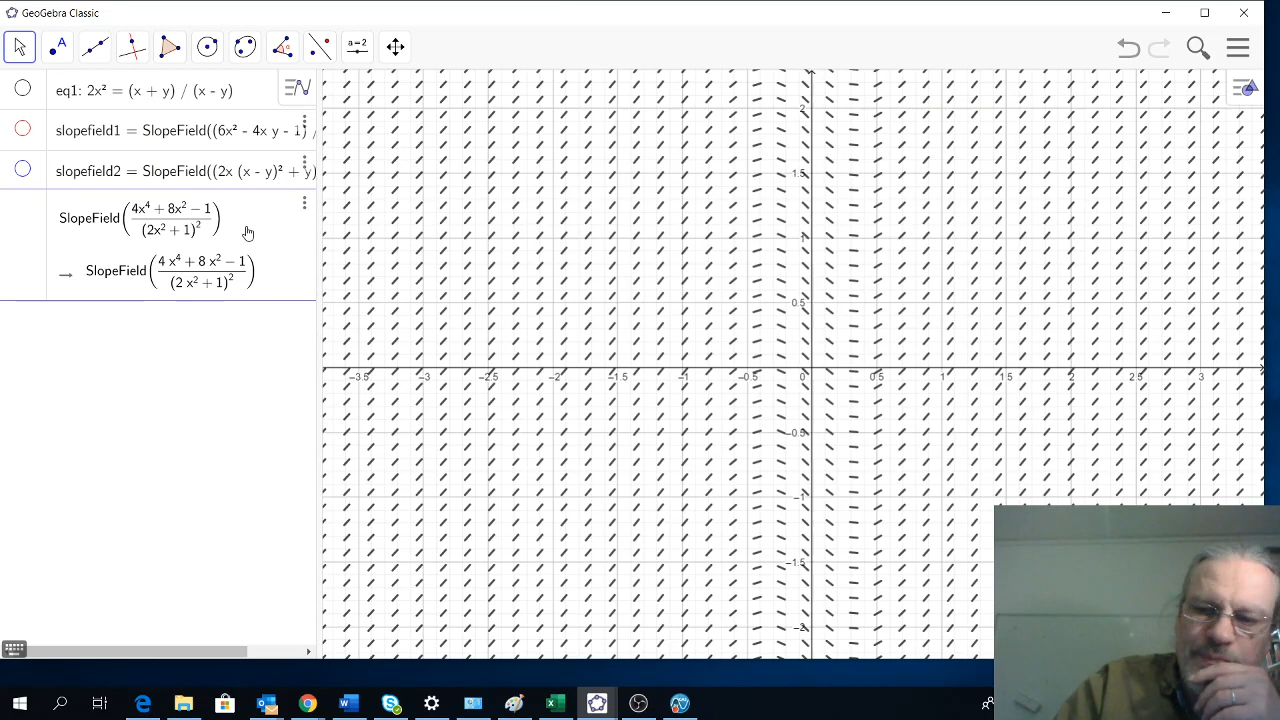 GeoGebra Classic
a=2
eq1: 2x² = (x + y) / (x - y)
slopefield1 = SlopeField((6x² - 4x y - 1) /
slopefield2 = SlopeField((2x (x - y)² + y)
SlopeField(4x⁴ + 8x² − 1 / (2x² + 1)²)
→ SlopeField(4 x⁴ + 8 x² − 1 / (2 x² + 1)²)
2
1.5
1
0.5
−3.5 −3 −2.5 −2 −1.5 −1 −0.5 0 0.5 1 1.5 2 2.5 3
−0.5
−1
−1.5
−2